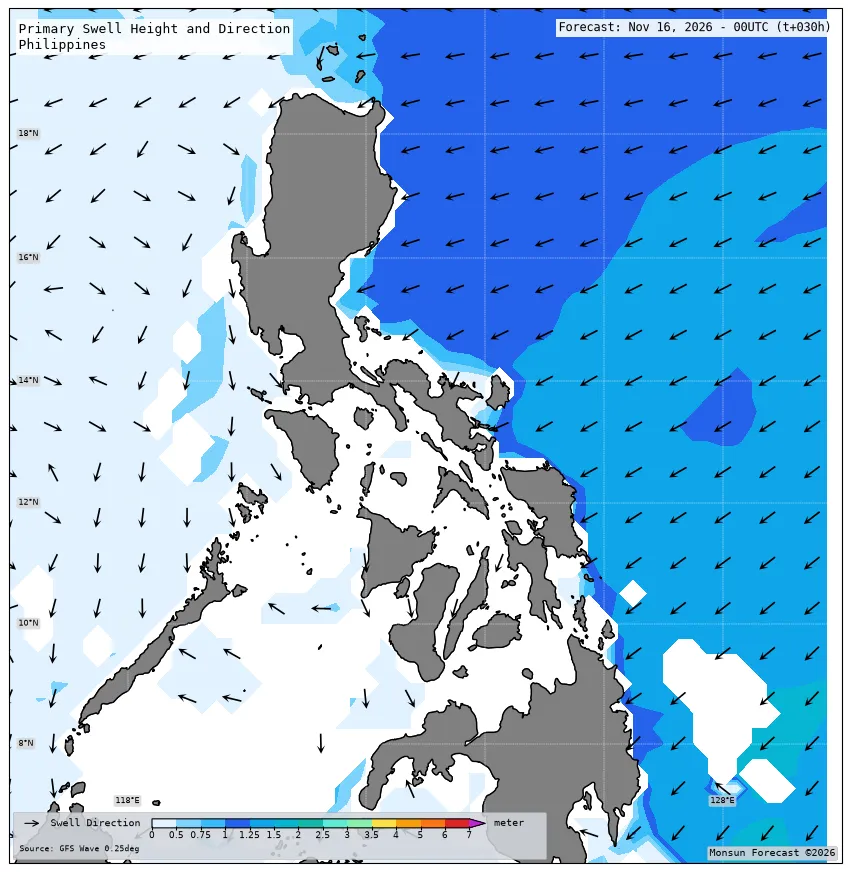 Primary Swell Height and Direction
Philippines
Forecast: Nov 16, 2026 - 00UTC (t+030h)
18°N
16°N
14°N
12°N
10°N
8°N
118°E
128°E
Swell Direction
meter
0 0.5 0.75 1 1.25 1.5 2 2.5 3 3.5 4 5 6 7
Source: GFS Wave 0.25deg
Monsun Forecast ©2026